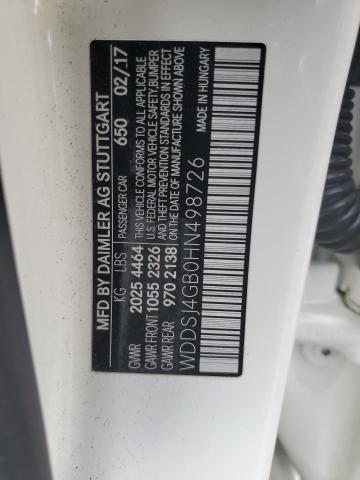 MFD BY DAIMLER AG STUTTGART
KG LBS PASSENGER CAR 650 02/17
GVWR 2025 4464 THIS VEHICLE CONFORMS TO ALL APPLICABLE
GAWR FRONT 1055 2326 U.S. FEDERAL MOTOR VEHICLE SAFETY, BUMPER
GAWR REAR 970 2138 AND THEFT PREVENTION STANDARDS IN EFFECT
ON THE DATE OF MANUFACTURE SHOWN ABOVE
WDDSJ4GB0HN498726 MADE IN HUNGARY